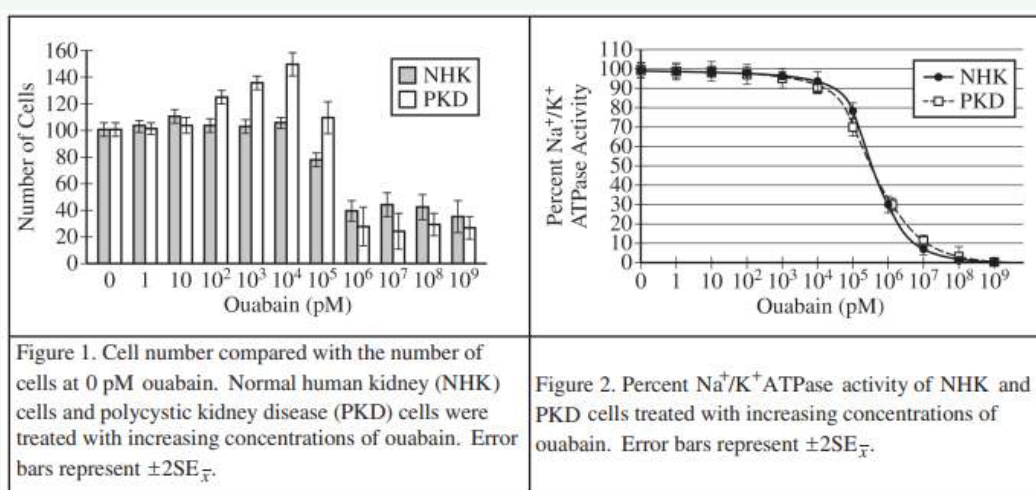 160
140
120
100
80
60
40
20
0
Number of Cells
NHK
PKD
0 1 10 10² 10³ 10⁴ 10⁵ 10⁶ 10⁷ 10⁸ 10⁹
Ouabain (pM)
110
100
90
80
70
60
50
40
30
20
10
0
Percent Na⁺/K⁺
ATPase Activity
NHK
PKD
0 1 10 10² 10³ 10⁴ 10⁵ 10⁶ 10⁷ 10⁸ 10⁹
Ouabain (pM)
Figure 1. Cell number compared with the number of
cells at 0 pM ouabain. Normal human kidney (NHK)
cells and polycystic kidney disease (PKD) cells were
treated with increasing concentrations of ouabain. Error
bars represent ±2SE x̄.
Figure 2. Percent Na⁺/K⁺ATPase activity of NHK and
PKD cells treated with increasing concentrations of
ouabain. Error bars represent ±2SE x̄.